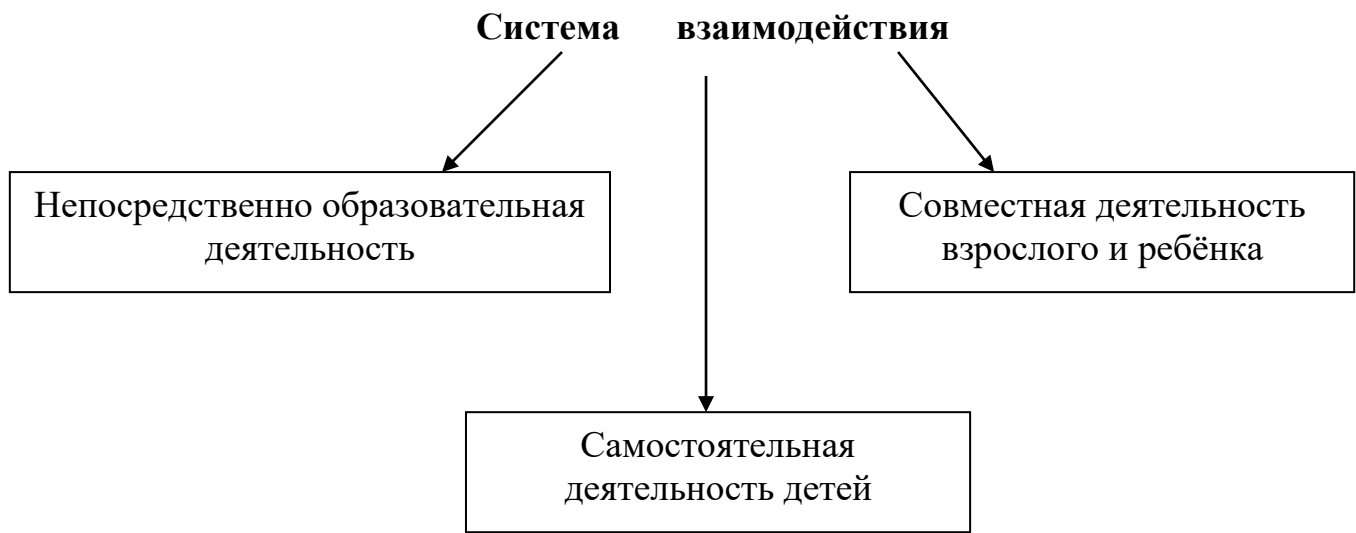 Система взаимодействия
Непосредственно образовательная
деятельность
Совместная деятельность
взрослого и ребёнка
Самостоятельная
деятельность детей